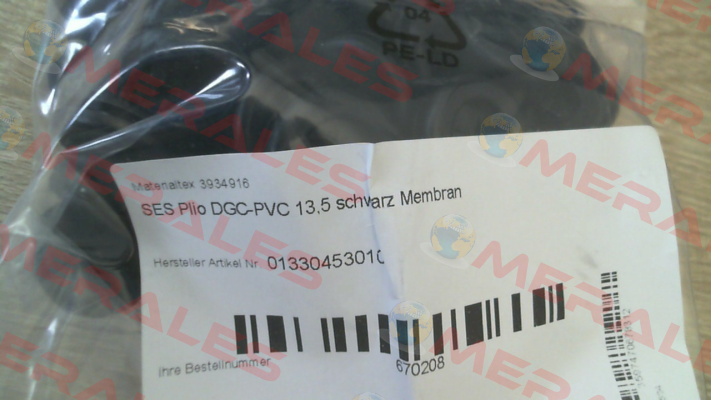 04
PE-LD
Materialtex 3934916
SES Plio DGC-PVC 13,5 schwarz Membran
Hersteller Artikel Nr. 01330453010
Ihre Bestellnummer
670208
MERALES